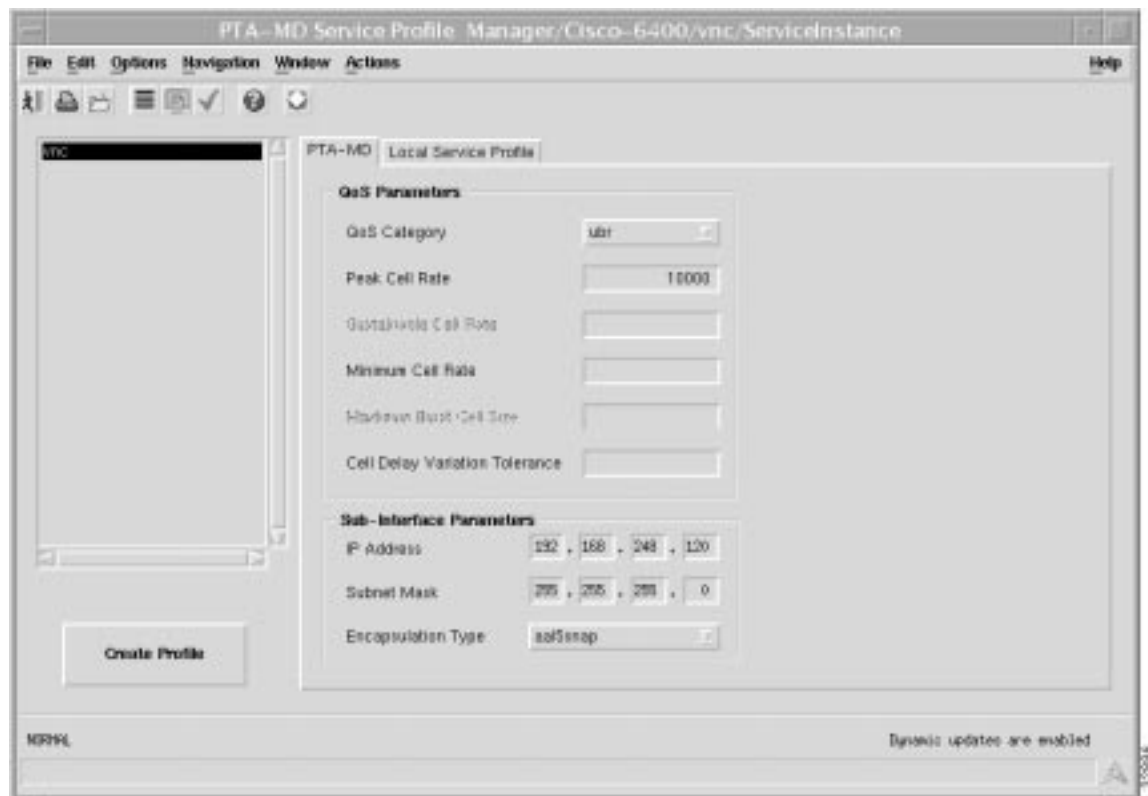 PTA-MD Service Profile Manager/Cisco-6400/vnc/ServiceInstance
File Edit Options Navigation Window Actions Help
vnc
PTA-MD Local Service Profile
QoS Parameters
QoS Category ubr
Peak Cell Rate 10000
Sustainable Cell Rate
Minimum Cell Rate
Maximum Burst Cell Size
Cell Delay Variation Tolerance
Sub-Interface Parameters
IP Address 192 . 168 . 248 . 120
Subnet Mask 255 . 255 . 255 . 0
Encapsulation Type aal5snap
Create Profile
NORMAL Dynamic updates are enabled